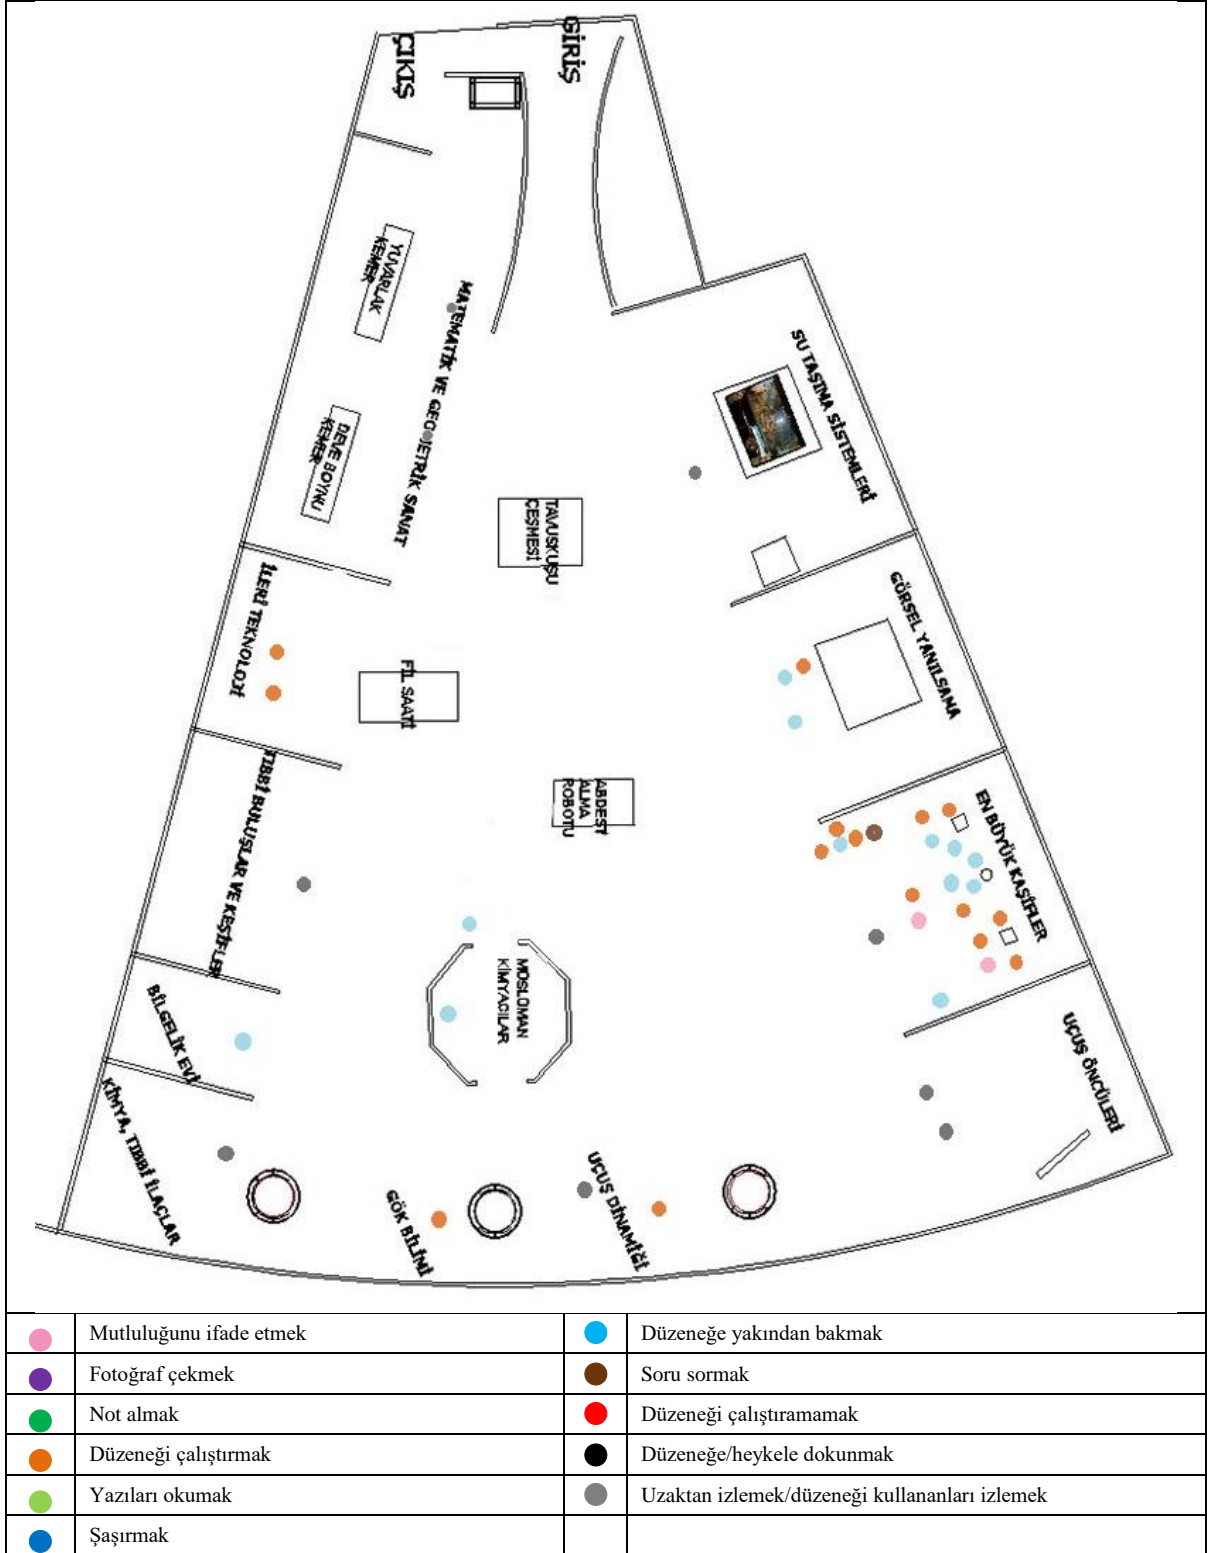 ÇIKIŞ
GİRİŞ
YUVARLAK
KEMER
MATEMATİK VE GEOMETRİK SANAT
SU TAŞIMA SİSTEMLERİ
DEVE BOYNU
KEMER
TAVUSKUŞU
ÇEŞMESİ
İLERİ TEKNOLOJİ
GÖRSEL YANILSAMA
FİL SAATİ
TIBBİ BULUŞLAR VE KEŞİFLER
ABDEST
ALMA
ROBOTU
EN BÜYÜK KAŞİFLER
MÜSLÜMAN
KİMYACILAR
BİLGELİK EVİ
UÇUŞ ÖNCÜLERİ
KİMYA, TIBBİ İLAÇLAR
GÖK BİLİMİ
UÇUŞ DİNAMİĞİ
Mutluluğunu ifade etmek
Düzeneğe yakından bakmak
Fotoğraf çekmek
Soru sormak
Not almak
Düzeneği çalıştıramamak
Düzeneği çalıştırmak
Düzeneğe/heykele dokunmak
Yazıları okumak
Uzaktan izlemek/düzeneği kullananları izlemek
Şaşırmak